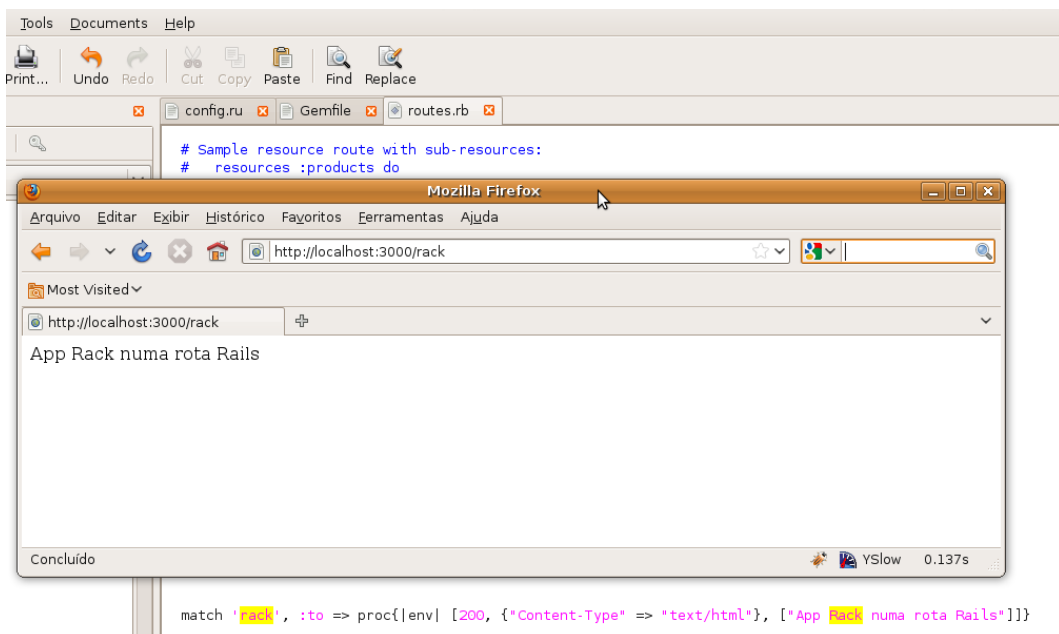 Tools Documents Help
Print... Undo Redo Cut Copy Paste Find Replace
config.ru Gemfile routes.rb
# Sample resource route with sub-resources:
#   resources :products do
Mozilla Firefox
Arquivo Editar Exibir Histórico Favoritos Ferramentas Ajuda
http://localhost:3000/rack
Most Visited
http://localhost:3000/rack
App Rack numa rota Rails
Concluído YSlow 0.137s
match 'rack', :to => proc{|env| [200, {"Content-Type" => "text/html"}, ["App Rack numa rota Rails"]]}